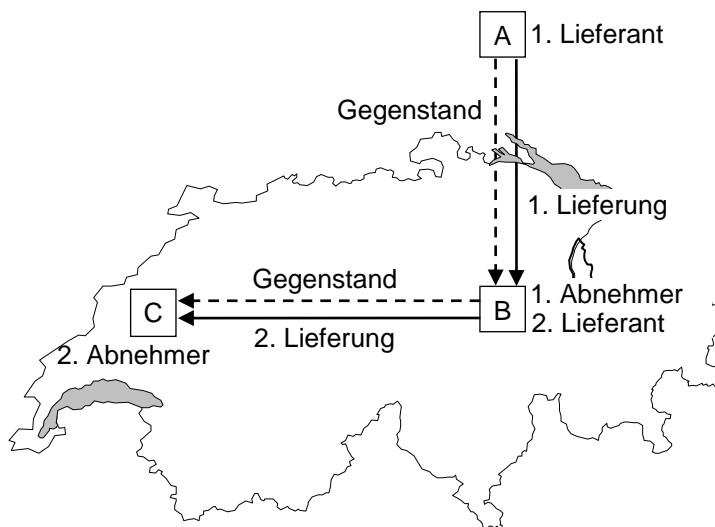 A
1. Lieferant
Gegenstand
1. Lieferung
Gegenstand
C
B
1. Abnehmer
2. Lieferant
2. Lieferung
2. Abnehmer